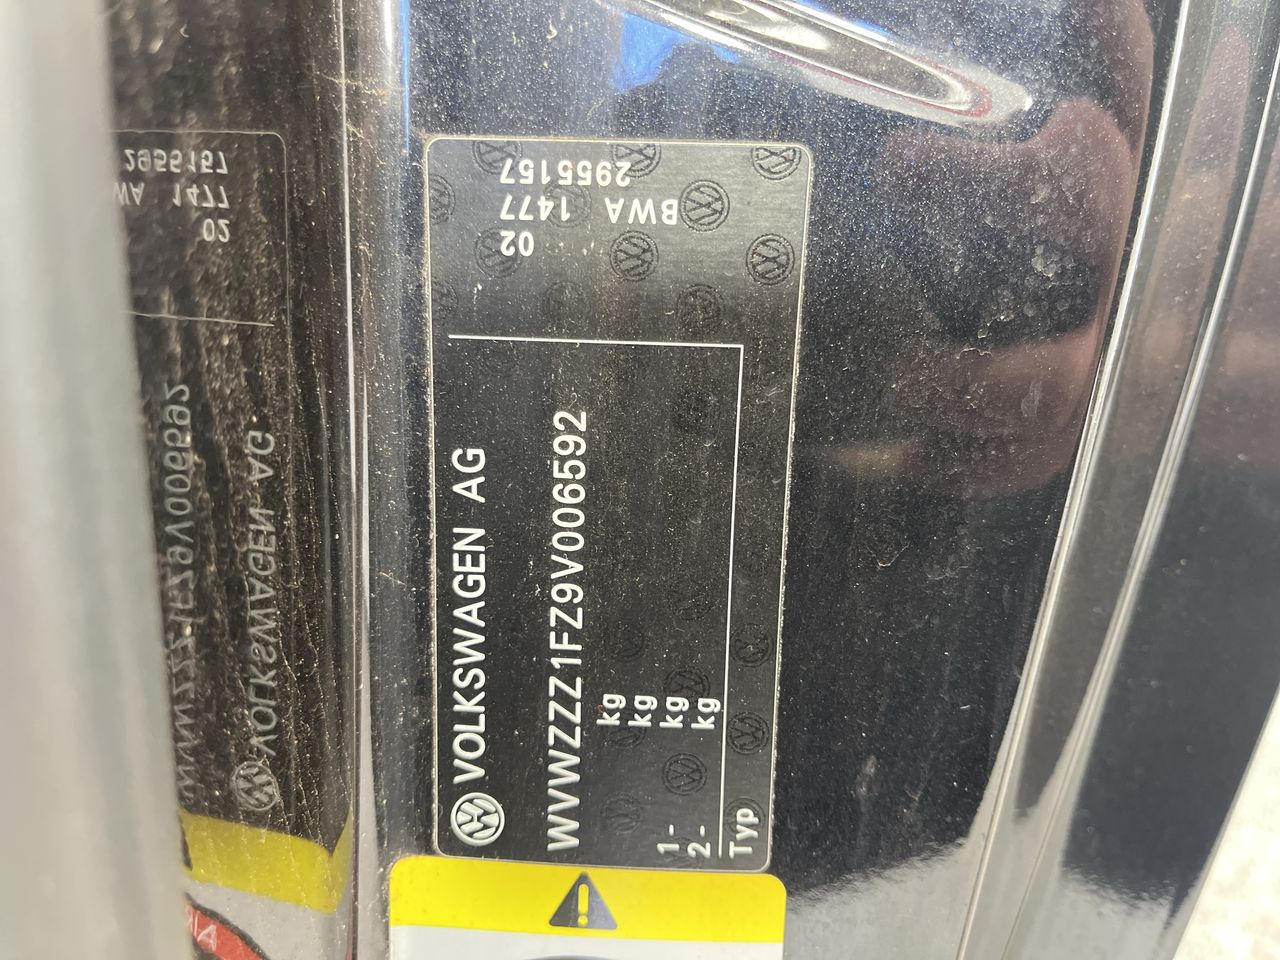 VOLKSWAGEN AG
WVWZZZ1FZ9V006592
kg
kg
1- kg
2- kg
Typ
02
BWA 1477
2955157